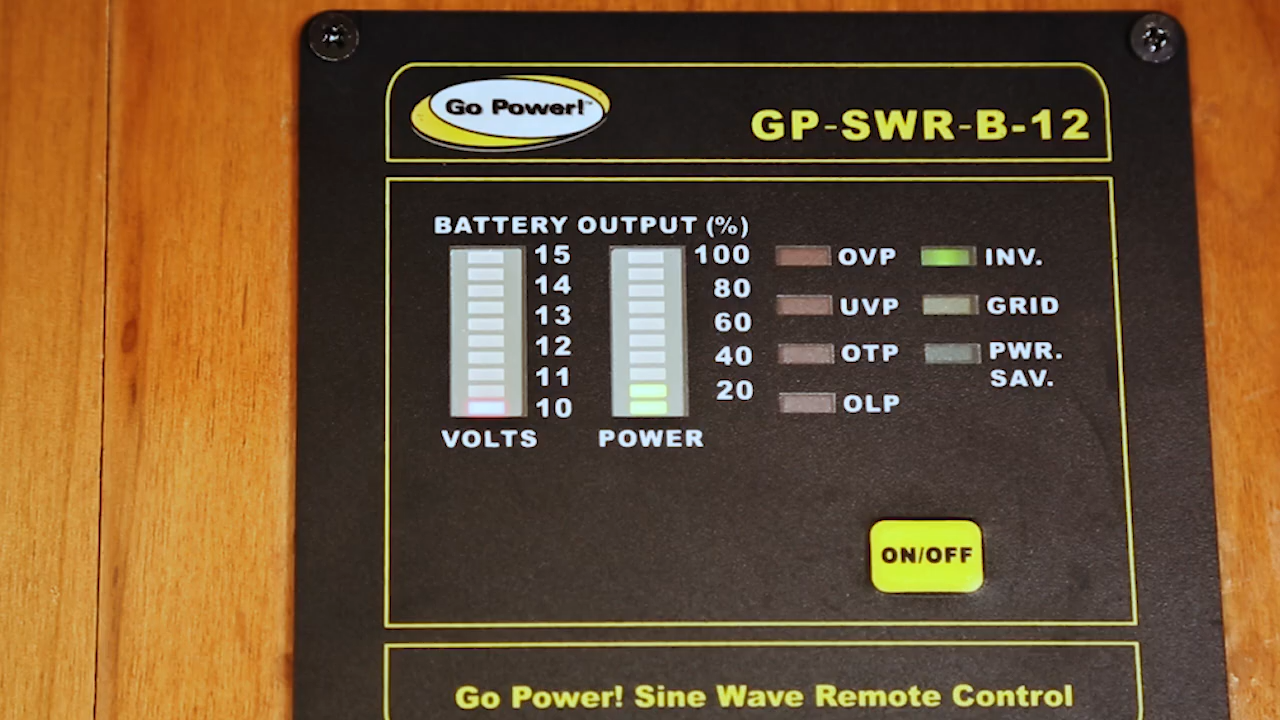 Go Power!™
GP-SWR-B-12
BATTERY OUTPUT (%)
15 100 OVP INV.
14 80
13 60 UVP GRID
12 40 OTP PWR.
11 20 SAV.
10 OLP
VOLTS POWER
ON/OFF
Go Power! Sine Wave Remote Control